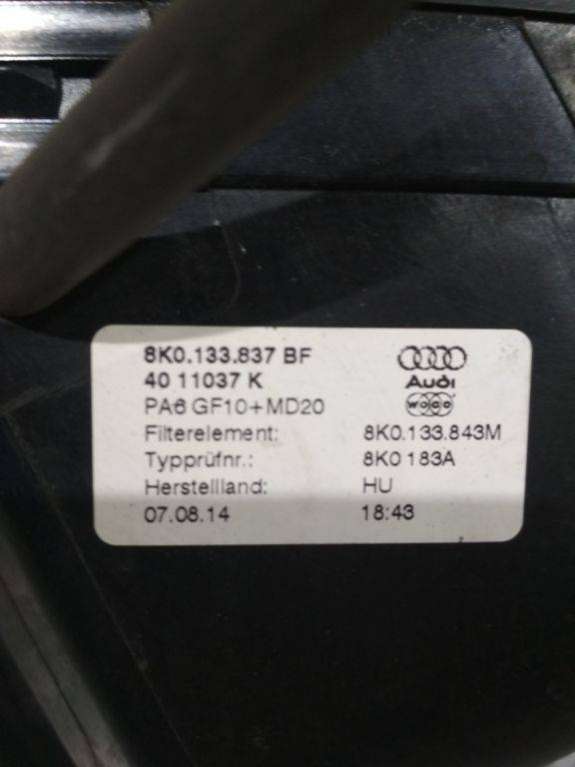 8K0.133.837 BF
40 11037 K
Audi
PA6 GF10+MD20
woco
Filterelement: 8K0.133.843M
Typprüfnr.: 8K0 183A
Herstellland: HU
07.08.14 18:43